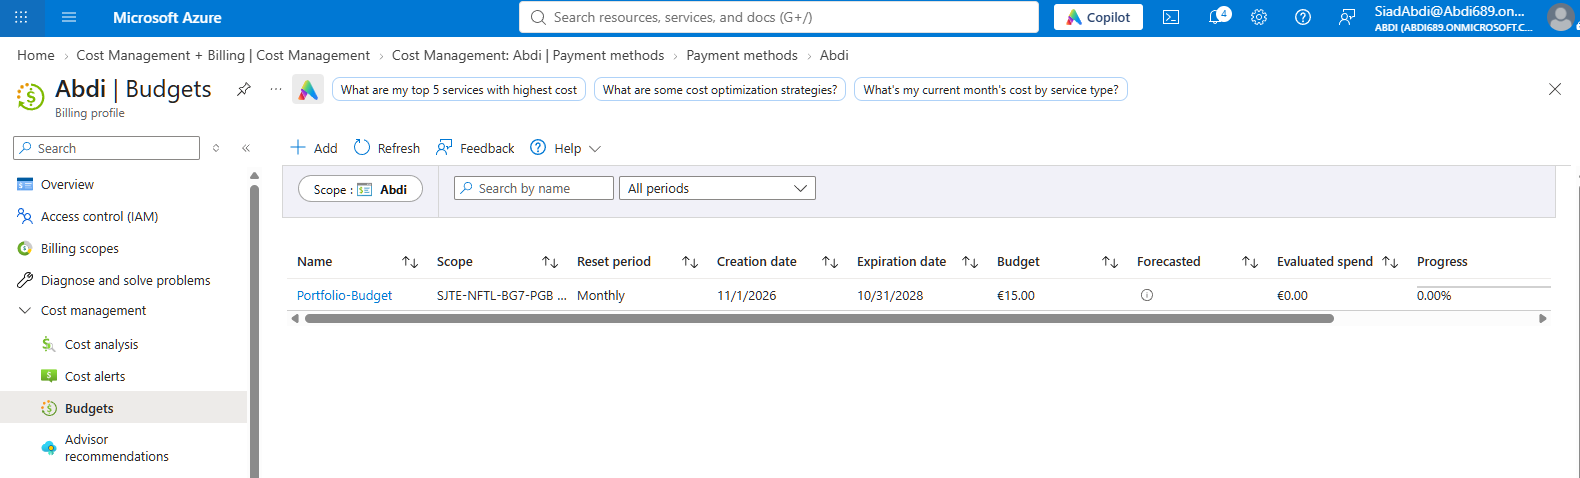 Microsoft Azure
Search resources, services, and docs (G+/)
Copilot
4
SiadAbdi@Abdi689.on...
ABDI (ABDI689.ONMICROSOFT.C...
Home > Cost Management + Billing | Cost Management > Cost Management: Abdi | Payment methods > Payment methods > Abdi
Abdi | Budgets
...
What are my top 5 services with highest cost
What are some cost optimization strategies?
What's my current month's cost by service type?
Billing profile
Search
Add
Refresh
Feedback
Help
Scope : Abdi
Search by name
All periods
Overview
Access control (IAM)
Billing scopes
Diagnose and solve problems
Cost management
Cost analysis
Cost alerts
Budgets
Advisor
recommendations
Name Scope Reset period Creation date Expiration date Budget Forecasted Evaluated spend Progress
Portfolio-Budget SJTE-NFTL-BG7-PGB ... Monthly 11/1/2026 10/31/2028 €15.00 €0.00 0.00%